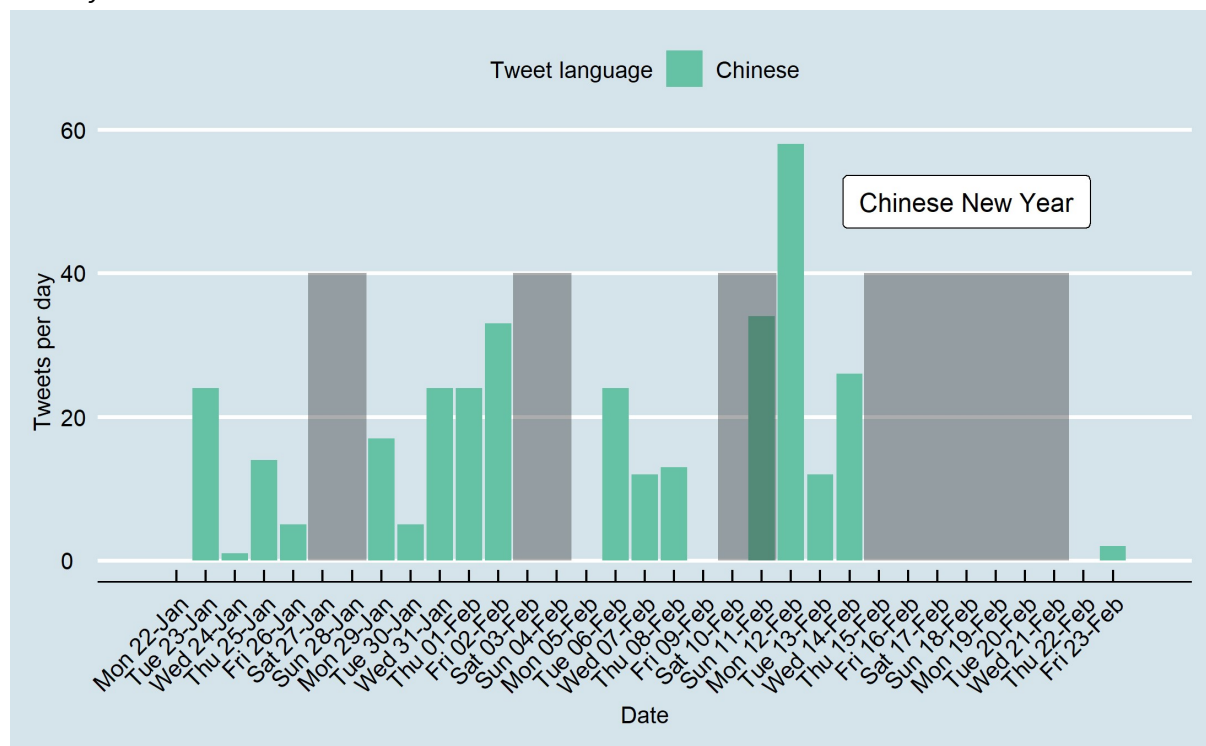 Tweet language Chinese
60
Chinese New Year
40
20
0
Tweets per day
Mon 22-Jan
Tue 23-Jan
Wed 24-Jan
Thu 25-Jan
Fri 26-Jan
Sat 27-Jan
Sun 28-Jan
Mon 29-Jan
Tue 30-Jan
Wed 31-Jan
Thu 01-Feb
Fri 02-Feb
Sat 03-Feb
Sun 04-Feb
Mon 05-Feb
Tue 06-Feb
Wed 07-Feb
Thu 08-Feb
Fri 09-Feb
Sat 10-Feb
Sun 11-Feb
Mon 12-Feb
Tue 13-Feb
Wed 14-Feb
Thu 15-Feb
Fri 16-Feb
Sat 17-Feb
Sun 18-Feb
Mon 19-Feb
Tue 20-Feb
Wed 21-Feb
Thu 22-Feb
Fri 23-Feb
Date